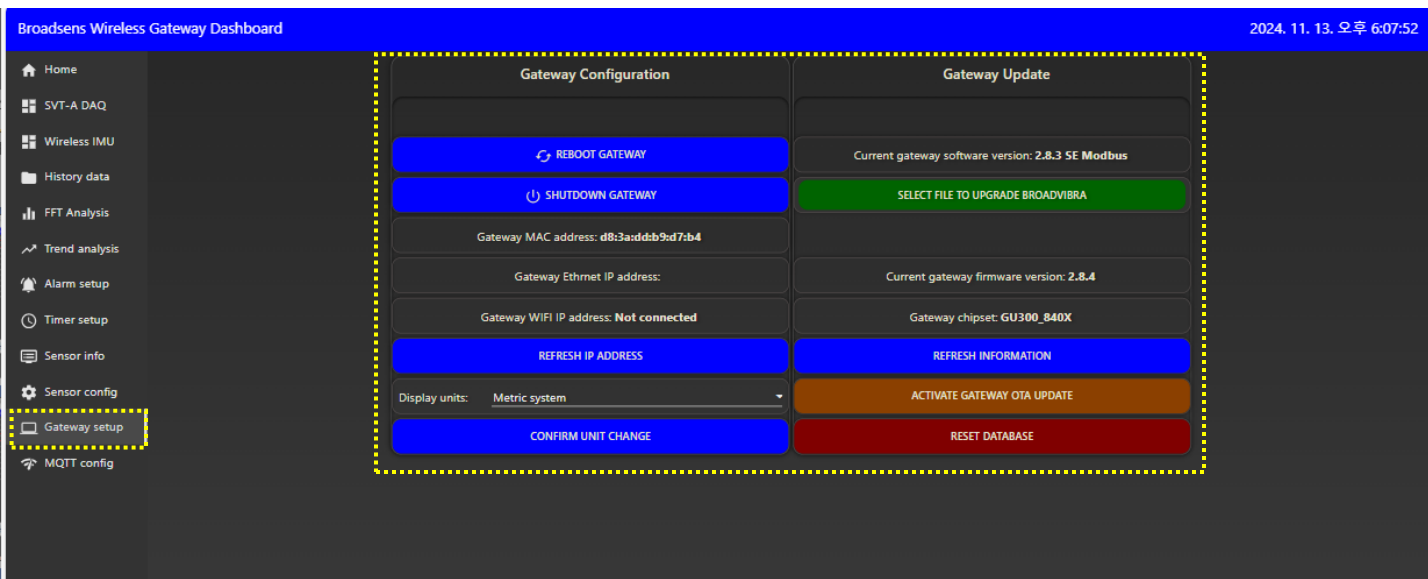 Broadsens Wireless Gateway Dashboard
2024. 11. 13. 오후 6:07:52
Home
SVT-A DAQ
Wireless IMU
History data
FFT Analysis
Trend analysis
Alarm setup
Timer setup
Sensor info
Sensor config
Gateway setup
MQTT config
Gateway Configuration
REBOOT GATEWAY
SHUTDOWN GATEWAY
Gateway MAC address: d8:3a:dd:b9:d7:b4
Gateway Ethrnet IP address:
Gateway WIFI IP address: Not connected
REFRESH IP ADDRESS
Display units: Metric system
CONFIRM UNIT CHANGE
Gateway Update
Current gateway software version: 2.8.3 SE Modbus
SELECT FILE TO UPGRADE BROADVIBRA
Current gateway firmware version: 2.8.4
Gateway chipset: GU300_840X
REFRESH INFORMATION
ACTIVATE GATEWAY OTA UPDATE
RESET DATABASE